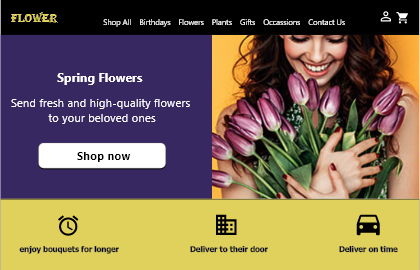 FLOWER
Shop All Birthdays Flowers Plants Gifts Occassions Contact Us
Spring Flowers
Send fresh and high-quality flowers
to your beloved ones
Shop now
enjoy bouquets for longer
Deliver to their door
Deliver on time